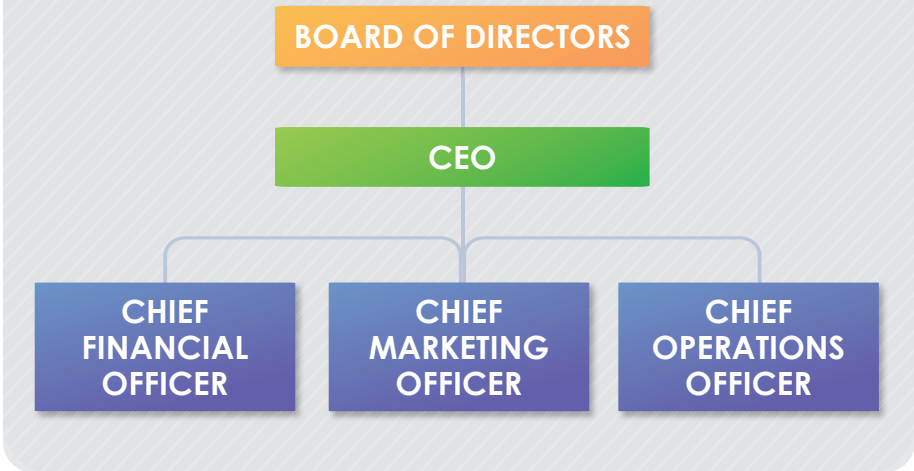 BOARD OF DIRECTORS
CEO
CHIEF
FINANCIAL
OFFICER
CHIEF
MARKETING
OFFICER
CHIEF
OPERATIONS
OFFICER